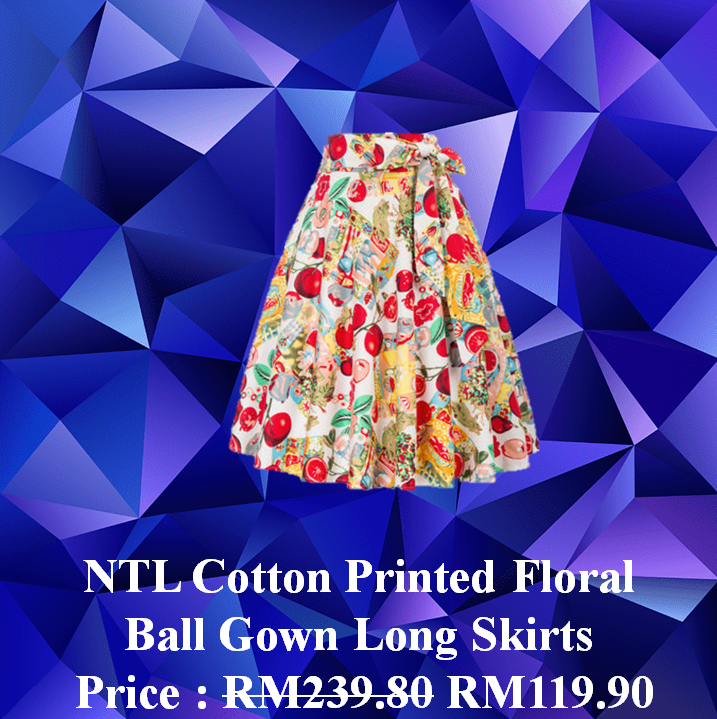 NTL Cotton Printed Floral
Ball Gown Long Skirts
Price : RM239.80 RM119.90